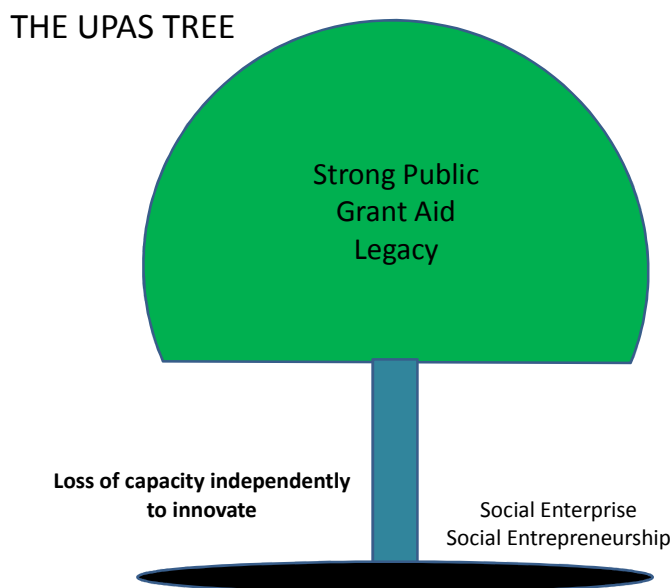 THE UPAS TREE
Strong Public
Grant Aid
Legacy
Loss of capacity independently
to innovate
Social Enterprise
Social Entrepreneurship